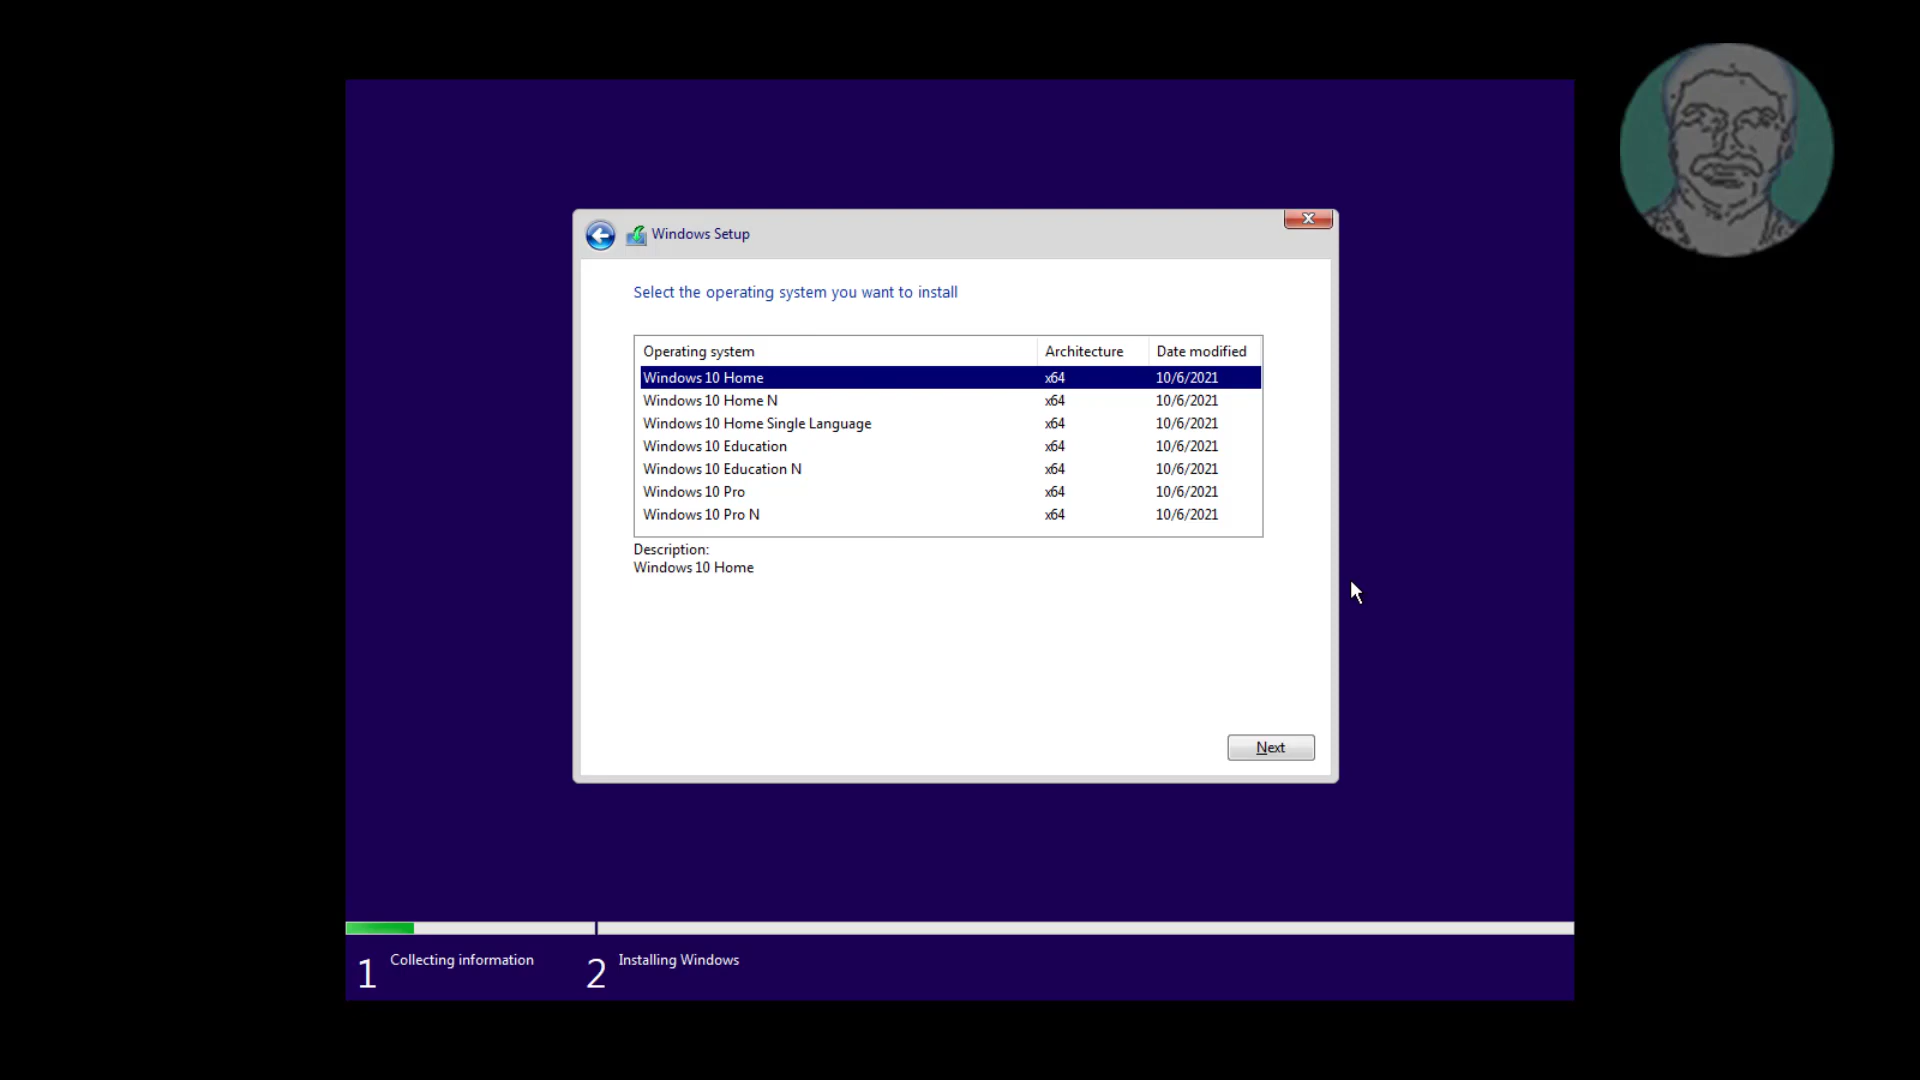 Windows Setup
Select the operating system you want to install
Operating system Architecture Date modified
Windows 10 Home x64 10/6/2021
Windows 10 Home N x64 10/6/2021
Windows 10 Home Single Language x64 10/6/2021
Windows 10 Education x64 10/6/2021
Windows 10 Education N x64 10/6/2021
Windows 10 Pro x64 10/6/2021
Windows 10 Pro N x64 10/6/2021
Description:
Windows 10 Home
Next
1 Collecting information 2 Installing Windows